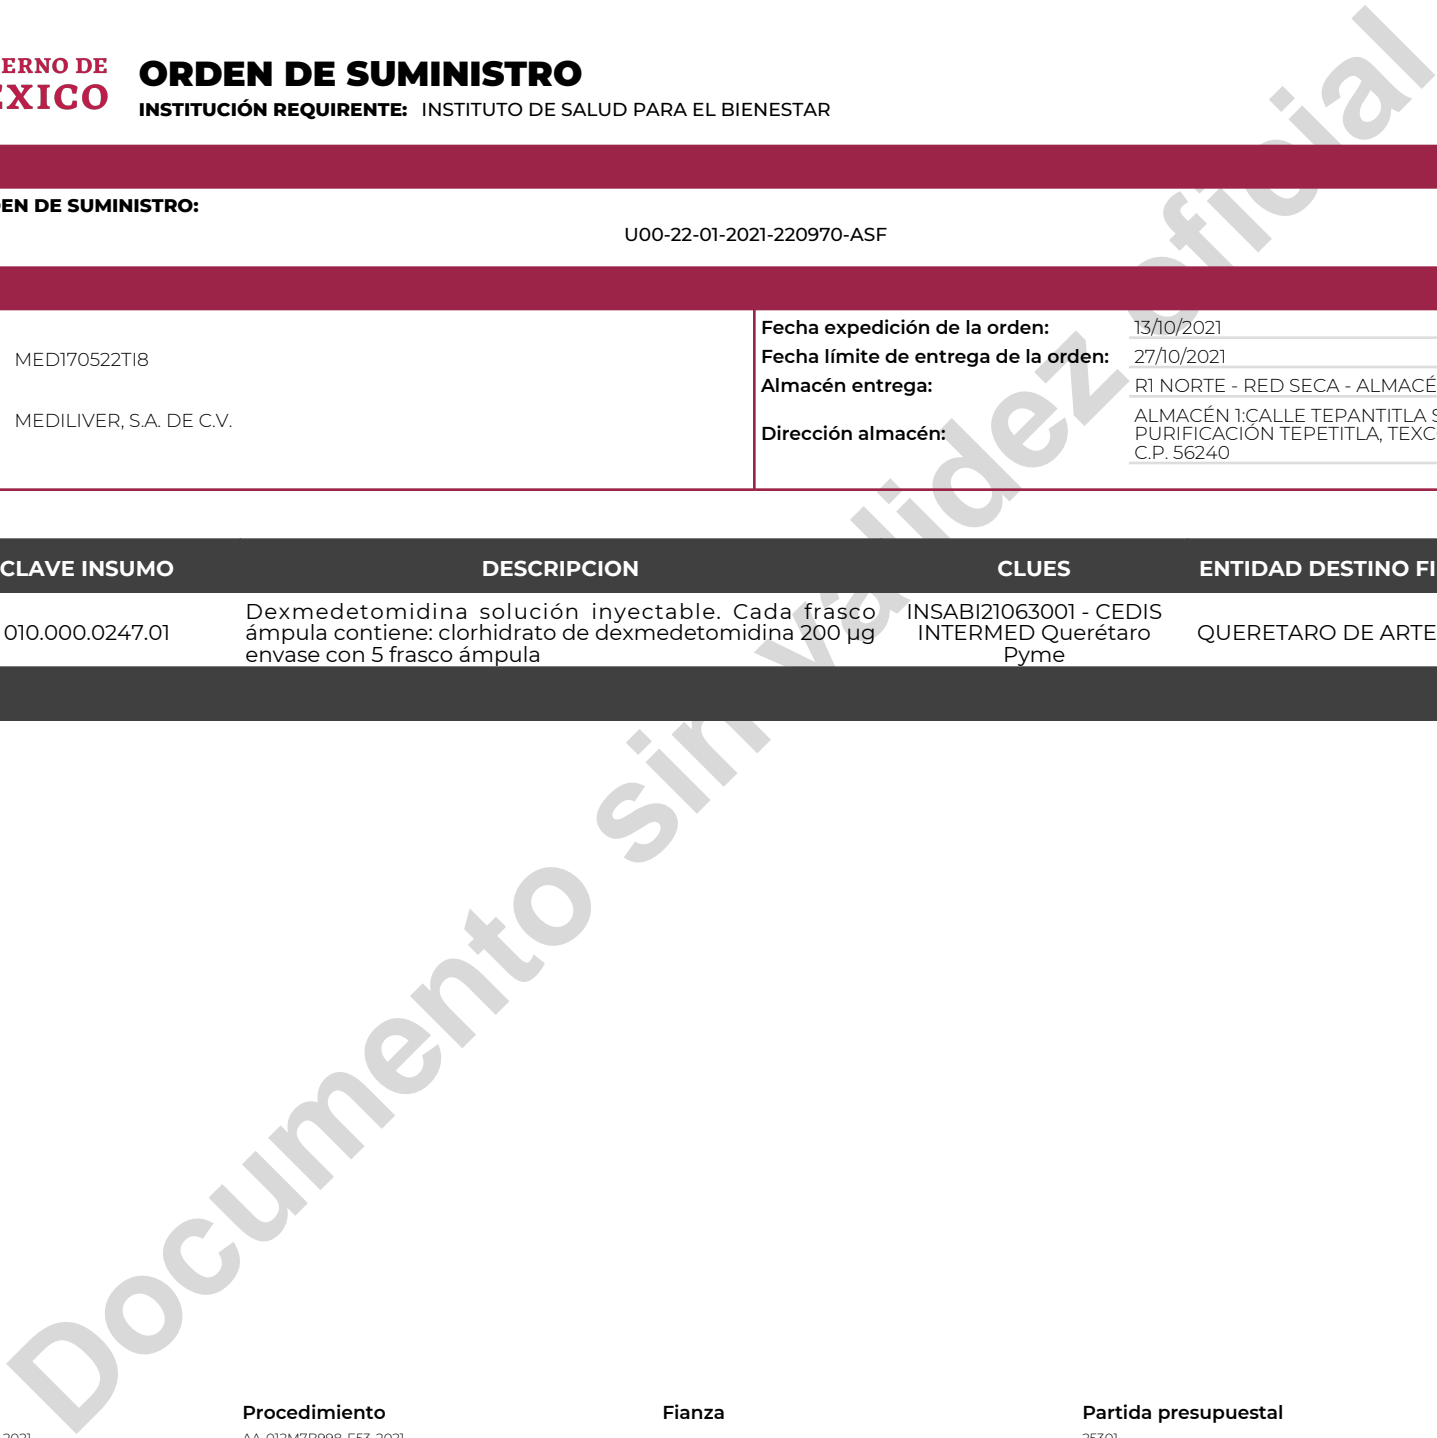 ERNO DE
ORDEN DE SUMINISTRO
INSTITUCIÓN REQUIRENTE: INSTITUTO DE SALUD PARA EL BIENESTAR
EN DE SUMINISTRO:
U00-22-01-2021-220970-ASF
MED170522TI8
MEDILIVER, S.A. DE C.V.
Fecha expedición de la orden: 13/10/2021
Fecha límite de entrega de la orden: 27/10/2021
Almacén entrega: R1 NORTE - RED SECA - ALMACÉ
Dirección almacén: ALMACÉN 1:CALLE TEPANTITLA S
PURIFICACIÓN TEPETITLA, TEXC
C.P. 56240
CLAVE INSUMO DESCRIPCION CLUES ENTIDAD DESTINO FI
010.000.0247.01
Dexmedetomidina solución inyectable. Cada frasco
ámpula contiene: clorhidrato de dexmedetomidina 200 µg
envase con 5 frasco ámpula
INSABI21063001 - CEDIS
INTERMED Querétaro
Pyme
QUERETARO DE ARTE
Documento sin validez oficial
Procedimiento Fianza Partida presupuestal